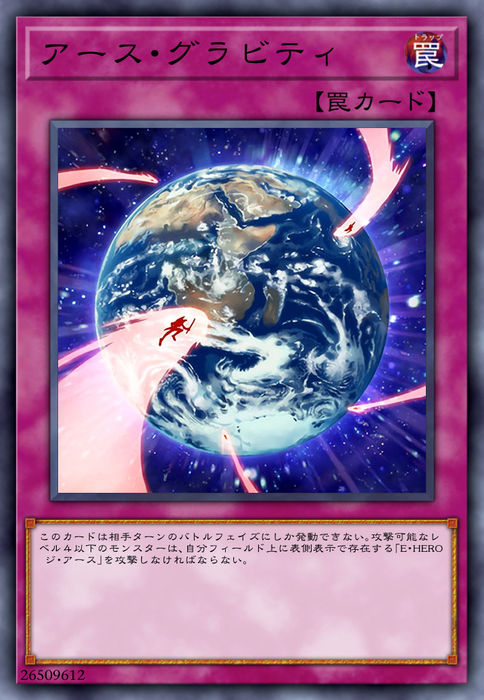 アース・グラビティ
トラップ
罠
【罠カード】
このカードは相手ターンのバトルフェイズにしか発動できない。攻撃可能なレ
ベル4以下のモンスターは、自分フィールド上に表側表示で存在する「E・HERO
ジ・アース」を攻撃しなければならない。
26509612